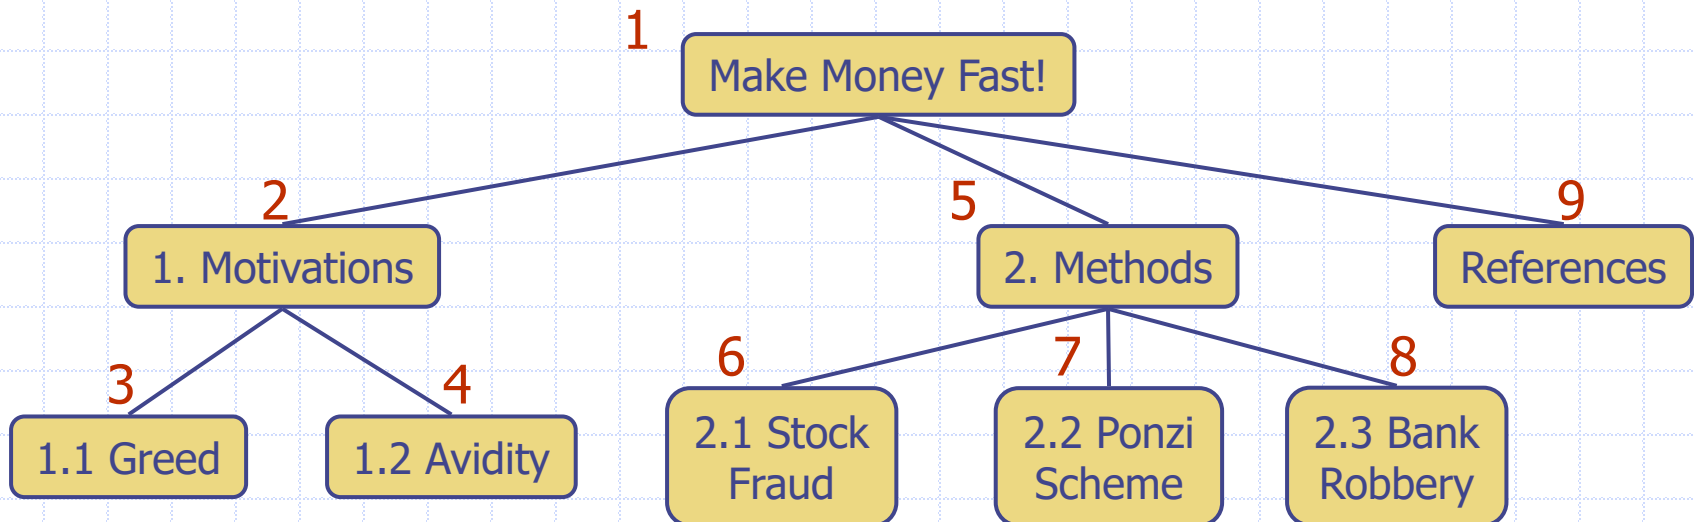 1
Make Money Fast!
2
5
9
1. Motivations
2. Methods
References
3
4
6
7
8
1.1 Greed
1.2 Avidity
2.1 Stock
Fraud
2.2 Ponzi
Scheme
2.3 Bank
Robbery